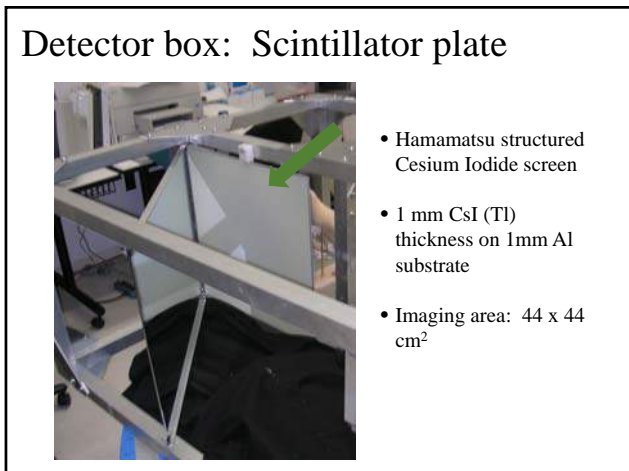 Detector box:  Scintillator plate
• Hamamatsu structured
Cesium Iodide screen
• 1 mm CsI (Tl)
thickness on 1mm Al
substrate
• Imaging area:  44 x 44
cm²